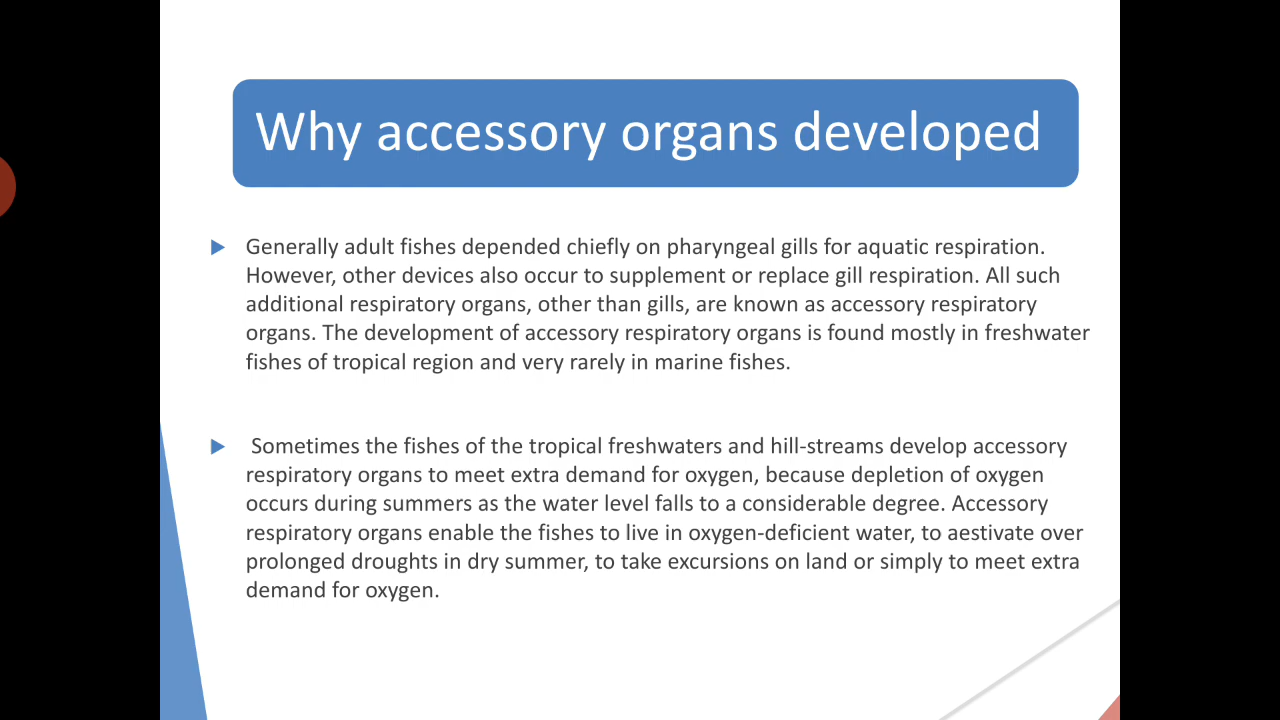 Why accessory organs developed
Generally adult fishes depended chiefly on pharyngeal gills for aquatic respiration.
However, other devices also occur to supplement or replace gill respiration. All such
additional respiratory organs, other than gills, are known as accessory respiratory
organs. The development of accessory respiratory organs is found mostly in freshwater
fishes of tropical region and very rarely in marine fishes.
Sometimes the fishes of the tropical freshwaters and hill-streams develop accessory
respiratory organs to meet extra demand for oxygen, because depletion of oxygen
occurs during summers as the water level falls to a considerable degree. Accessory
respiratory organs enable the fishes to live in oxygen-deficient water, to aestivate over
prolonged droughts in dry summer, to take excursions on land or simply to meet extra
demand for oxygen.